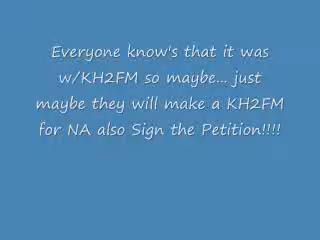 Everyone know's that it was
w/KH2FM so maybe... just
maybe they will make a KH2FM
for NA also Sign the Petition!!!!